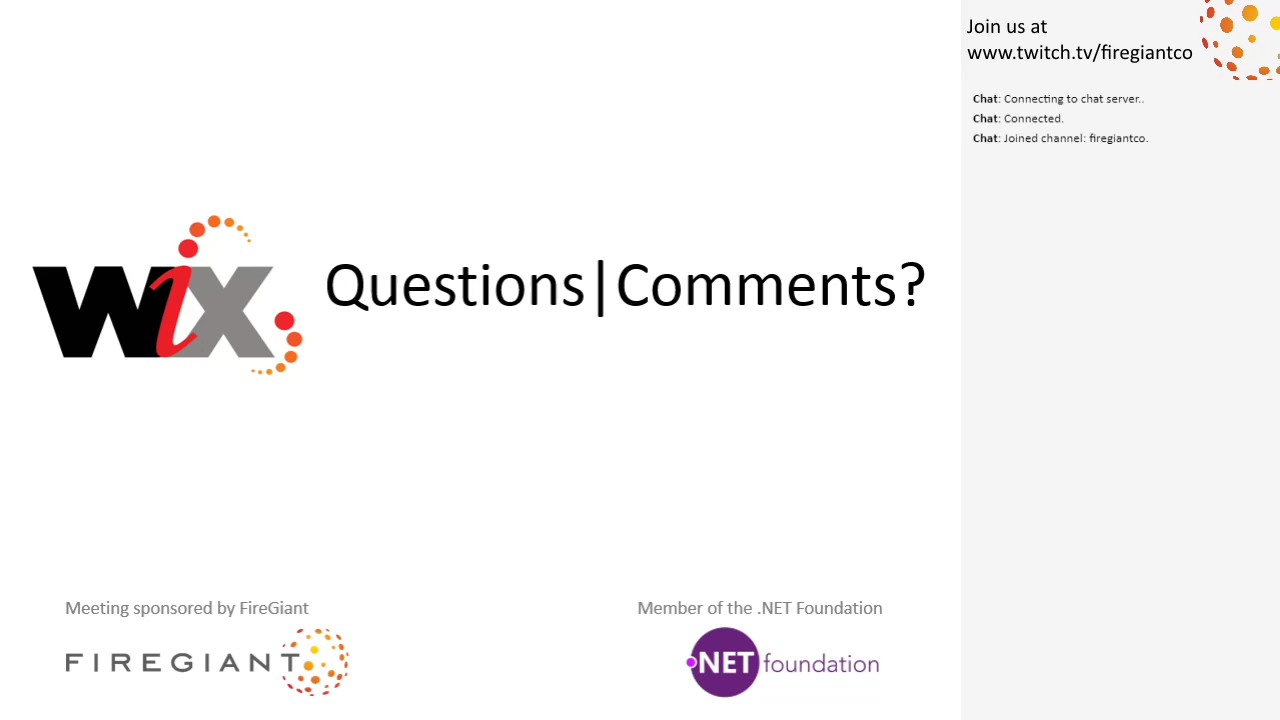 Join us at
www.twitch.tv/firegiantco
Chat: Connecting to chat server..
Chat: Connected.
Chat: Joined channel: firegiantco.
WiX
Questions|Comments?
Meeting sponsored by FireGiant
FIREGIANT
Member of the .NET Foundation
.NET foundation